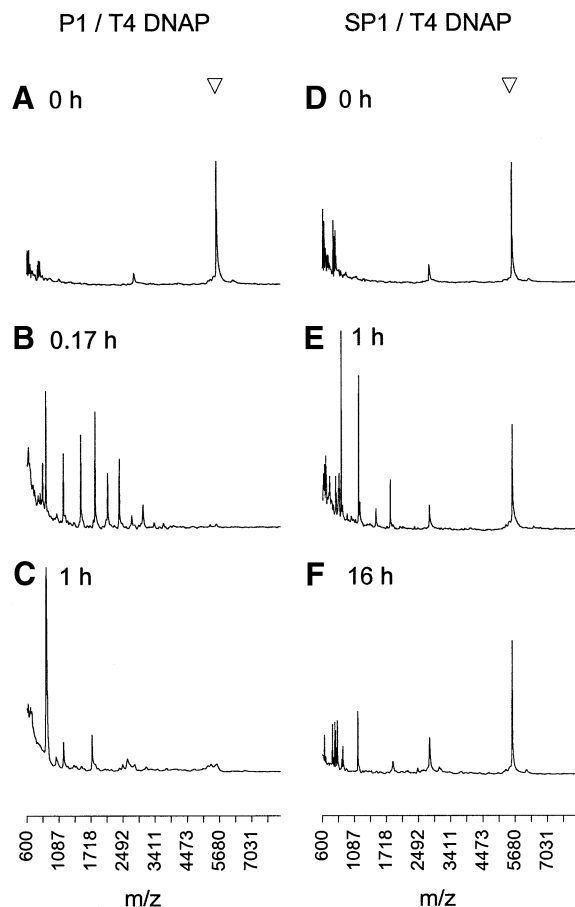 P1 / T4 DNAP SP1 / T4 DNAP
A 0 h D 0 h
B 0.17 h E 1 h
C 1 h F 16 h
600 1087 1718 2492 3411 4473 5680 7031 600 1087 1718 2492 3411 4473 5680 7031
m/z m/z